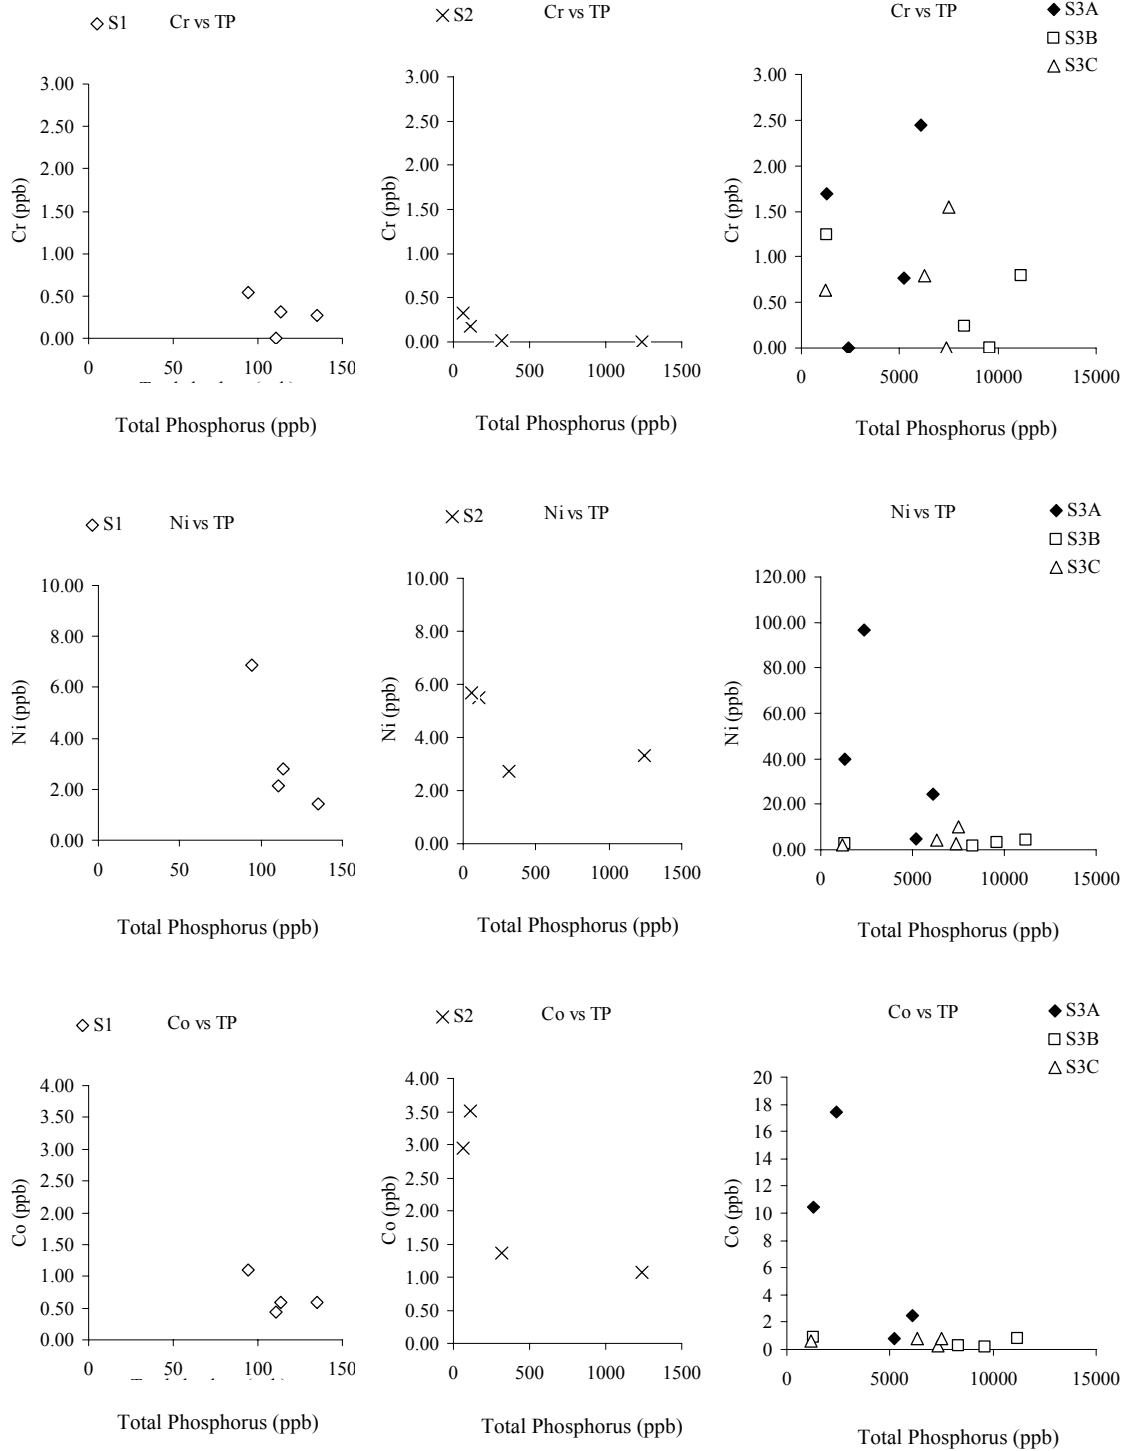 S1 Cr vs TP
3.00
2.50
2.00
1.50
1.00
0.50
0.00
Cr (ppb)
0 50 100 150
Total Phosphorus (ppb)
S2 Cr vs TP
3.00
2.50
2.00
1.50
1.00
0.50
0.00
Cr (ppb)
0 500 1000 1500
Total Phosphorus (ppb)
Cr vs TP
S3A
S3B
S3C
3.00
2.50
2.00
1.50
1.00
0.50
0.00
Cr (ppb)
0 5000 10000 15000
Total Phosphorus (ppb)
S1 Ni vs TP
10.00
8.00
6.00
4.00
2.00
0.00
Ni (ppb)
0 50 100 150
Total Phosphorus (ppb)
S2 Ni vs TP
10.00
8.00
6.00
4.00
2.00
0.00
Ni (ppb)
0 500 1000 1500
Total Phosphorus (ppb)
Ni vs TP
S3A
S3B
S3C
120.00
100.00
80.00
60.00
40.00
20.00
0.00
Ni (ppb)
0 5000 10000 15000
Total Phosphorus (ppb)
S1 Co vs TP
4.00
3.50
3.00
2.50
2.00
1.50
1.00
0.50
0.00
Co (ppb)
0 50 100 150
Total Phosphorus (ppb)
S2 Co vs TP
4.00
3.50
3.00
2.50
2.00
1.50
1.00
0.50
0.00
Co (ppb)
0 500 1000 1500
Total Phosphorus (ppb)
Co vs TP
S3A
S3B
S3C
20
18
16
14
12
10
8
6
4
2
0
Co (ppb)
0 5000 10000 15000
Total Phosphorus (ppb)